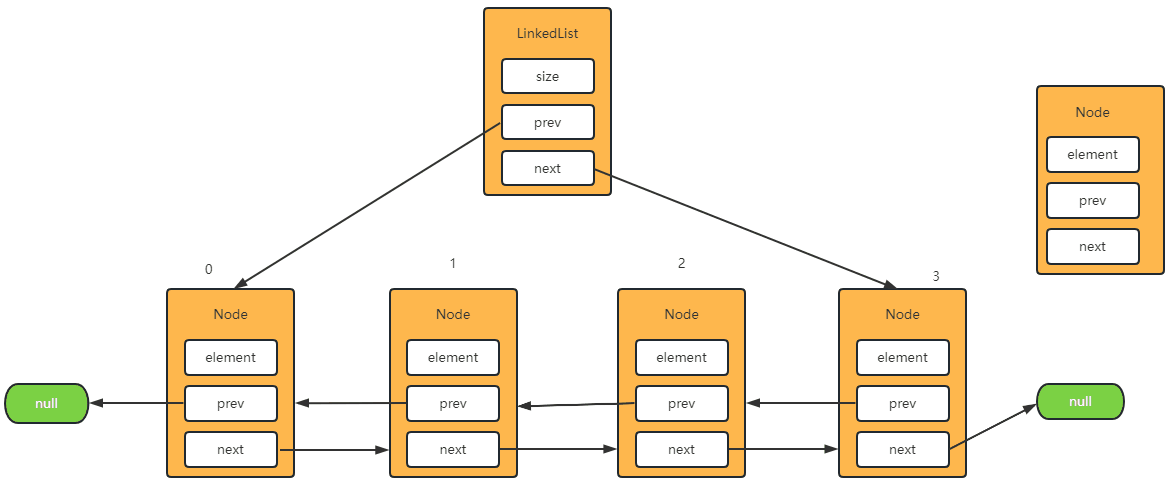 LinkedList
size
prev
next
Node
element
prev
next
0
1
2
3
Node
element
prev
next
Node
element
prev
next
Node
element
prev
next
Node
element
prev
next
null
null